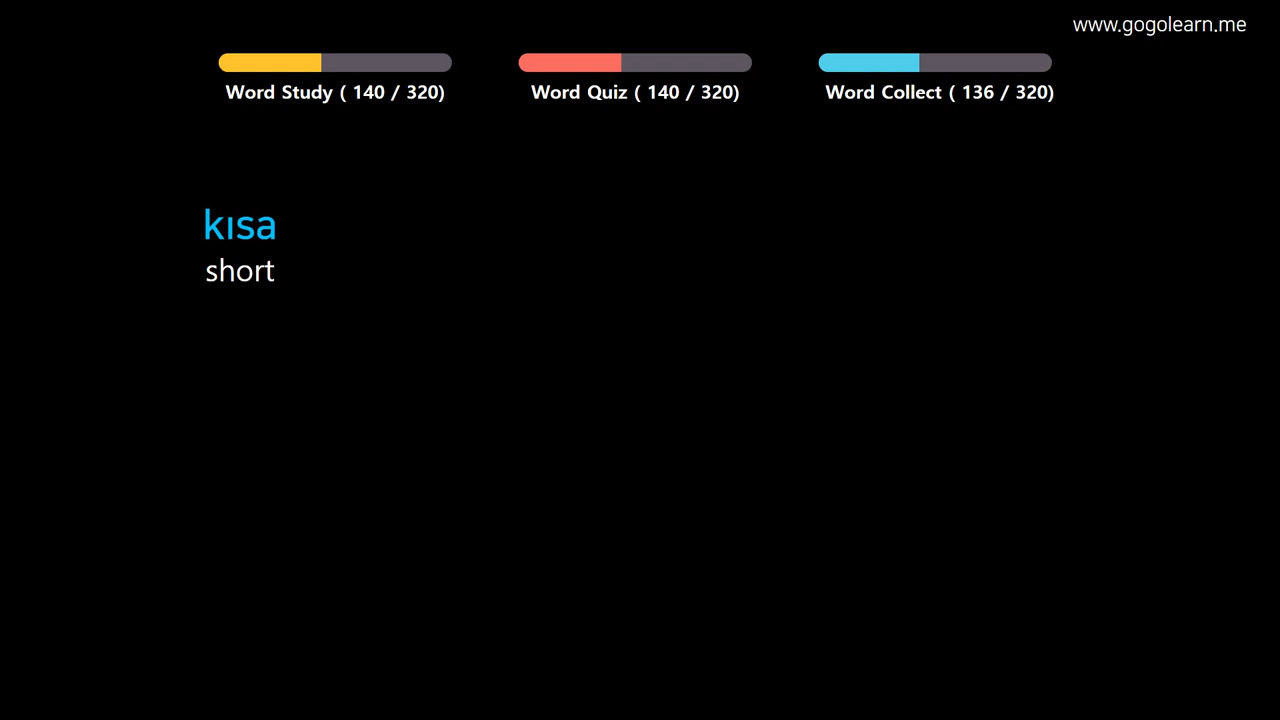 www.gogolearn.me
Word Study ( 140 / 320)
Word Quiz ( 140 / 320)
Word Collect ( 136 / 320)
kısa
short